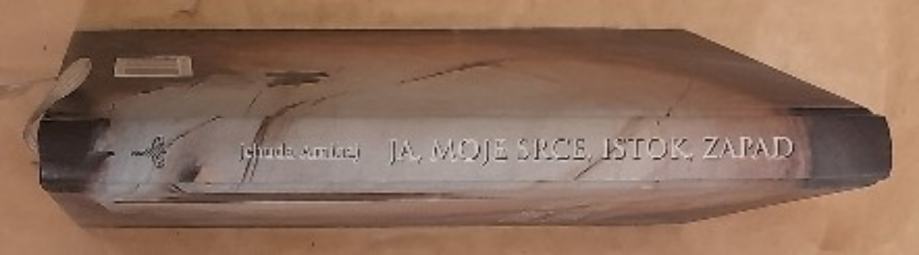 Jehuda Amihaj JA, MOJE SRCE, ISTOK, ZAPAD